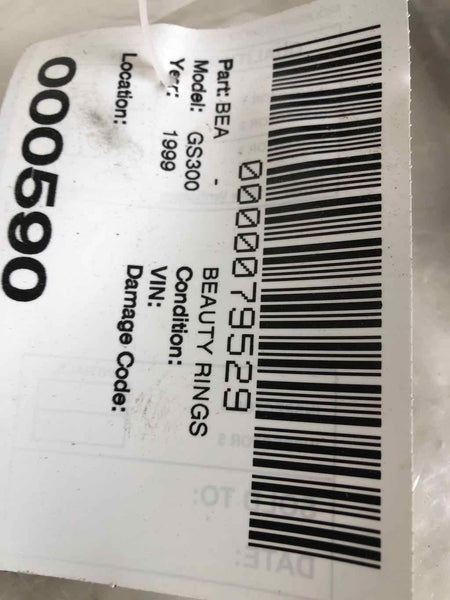 0000079529
Part: BEA - BEAUTY RINGS
Model: GS300 Condition:
Year: 1999 VIN:
Location: Damage Code:
000590
SOLD TO:
DATE: